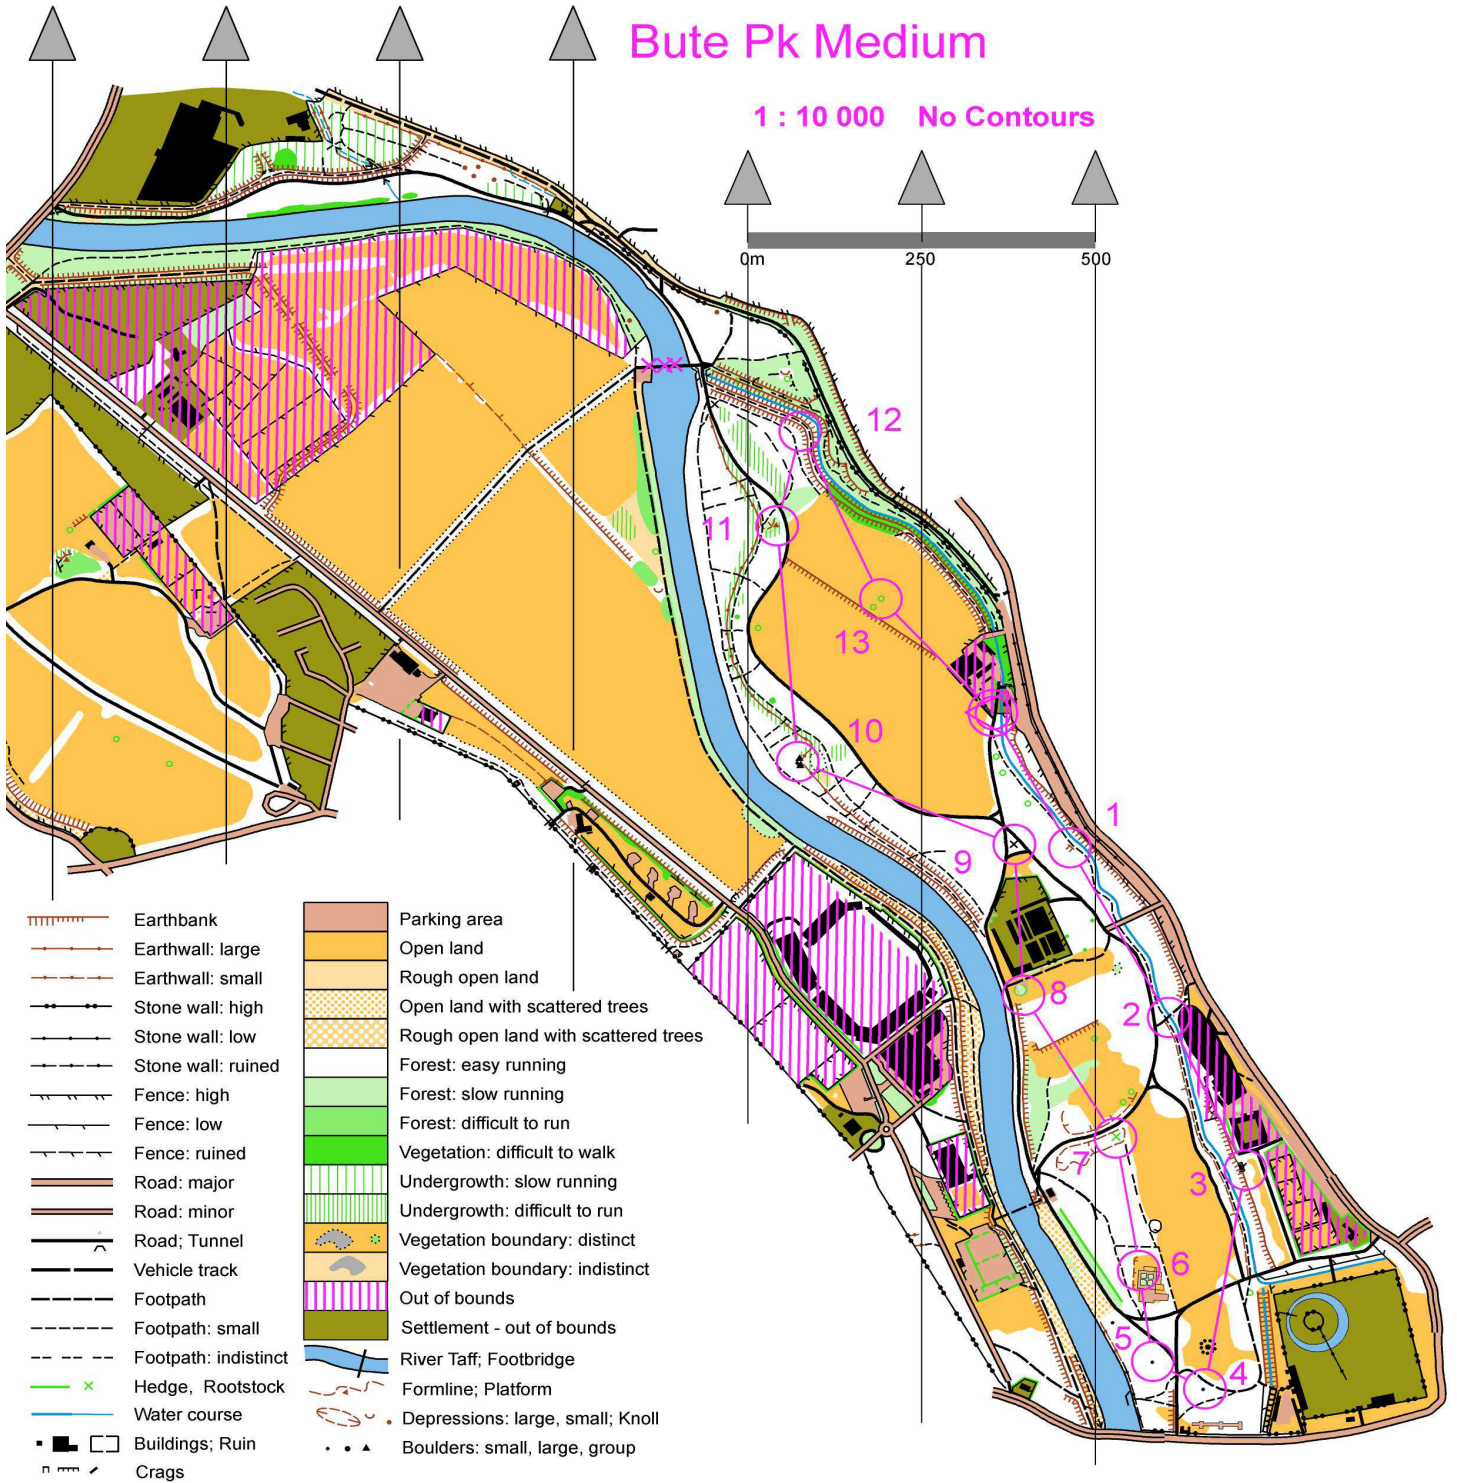 Bute Pk Medium
1 : 10 000 No Contours
0m 250 500
12
11
13
10
1
9
8
2
7
3
6
5
4
Earthbank
Earthwall: large
Earthwall: small
Stone wall: high
Stone wall: low
Stone wall: ruined
Fence: high
Fence: low
Fence: ruined
Road: major
Road: minor
Road; Tunnel
Vehicle track
Footpath
Footpath: small
Footpath: indistinct
Hedge, Rootstock
Water course
Buildings; Ruin
Crags
Parking area
Open land
Rough open land
Open land with scattered trees
Rough open land with scattered trees
Forest: easy running
Forest: slow running
Forest: difficult to run
Vegetation: difficult to walk
Undergrowth: slow running
Undergrowth: difficult to run
Vegetation boundary: distinct
Vegetation boundary: indistinct
Out of bounds
Settlement - out of bounds
River Taff; Footbridge
Formline; Platform
Depressions: large, small; Knoll
Boulders: small, large, group